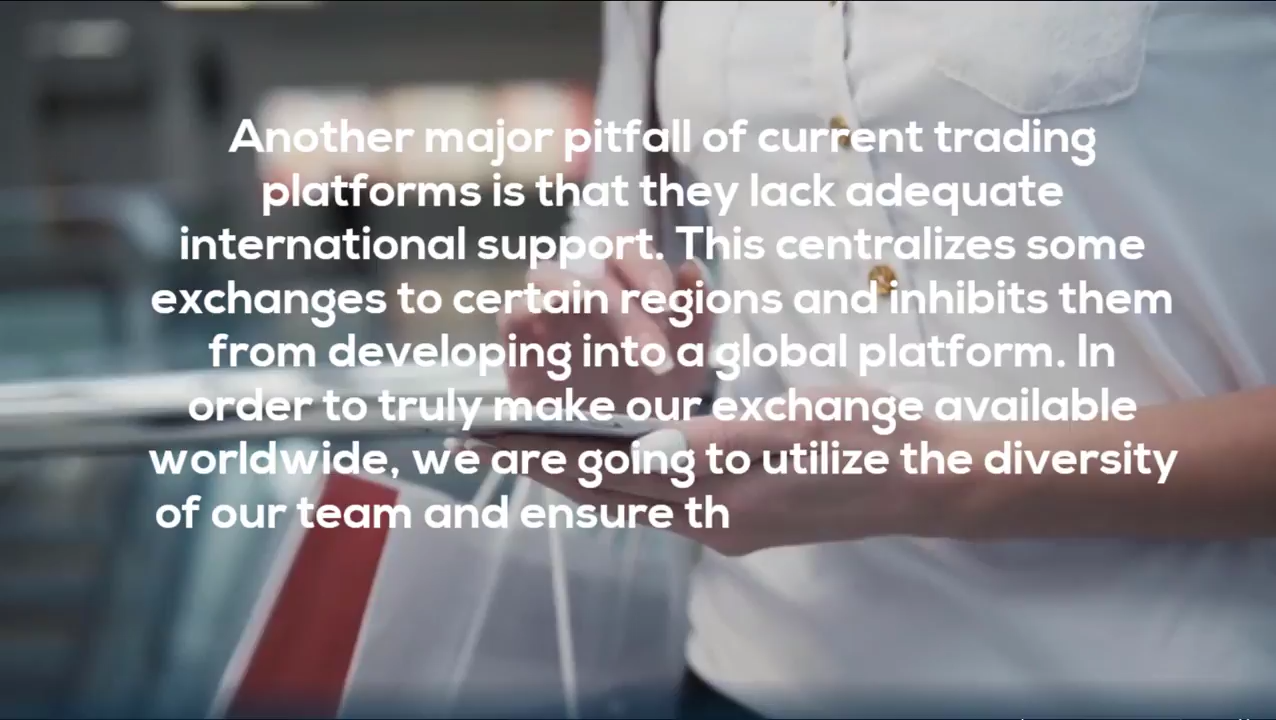 Another major pitfall of current trading
platforms is that they lack adequate
international support. This centralizes some
exchanges to certain regions and inhibits them
from developing into a global platform. In
order to truly make our exchange available
worldwide, we are going to utilize the diversity
of our team and ensure th